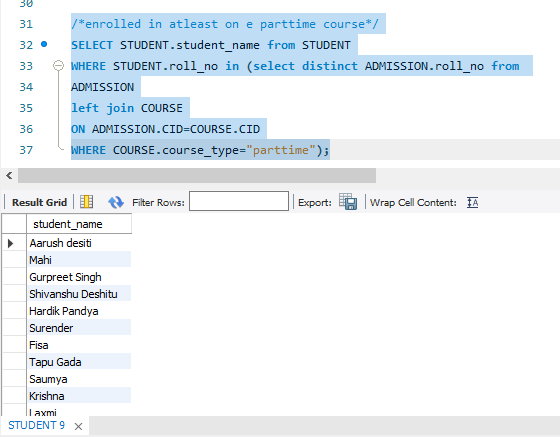 30
31 /*enrolled in atleast on e parttime course*/
32 SELECT STUDENT.student_name from STUDENT
33 WHERE STUDENT.roll_no in (select distinct ADMISSION.roll_no from
34 ADMISSION
35 left join COURSE
36 ON ADMISSION.CID=COURSE.CID
37 WHERE COURSE.course_type="parttime");
Result Grid Filter Rows: Export: Wrap Cell Content: IA
student_name
Aarush desiti
Mahi
Gurpreet Singh
Shivanshu Deshitu
Hardik Pandya
Surender
Fisa
Tapu Gada
Saumya
Krishna
Laxmi
STUDENT 9